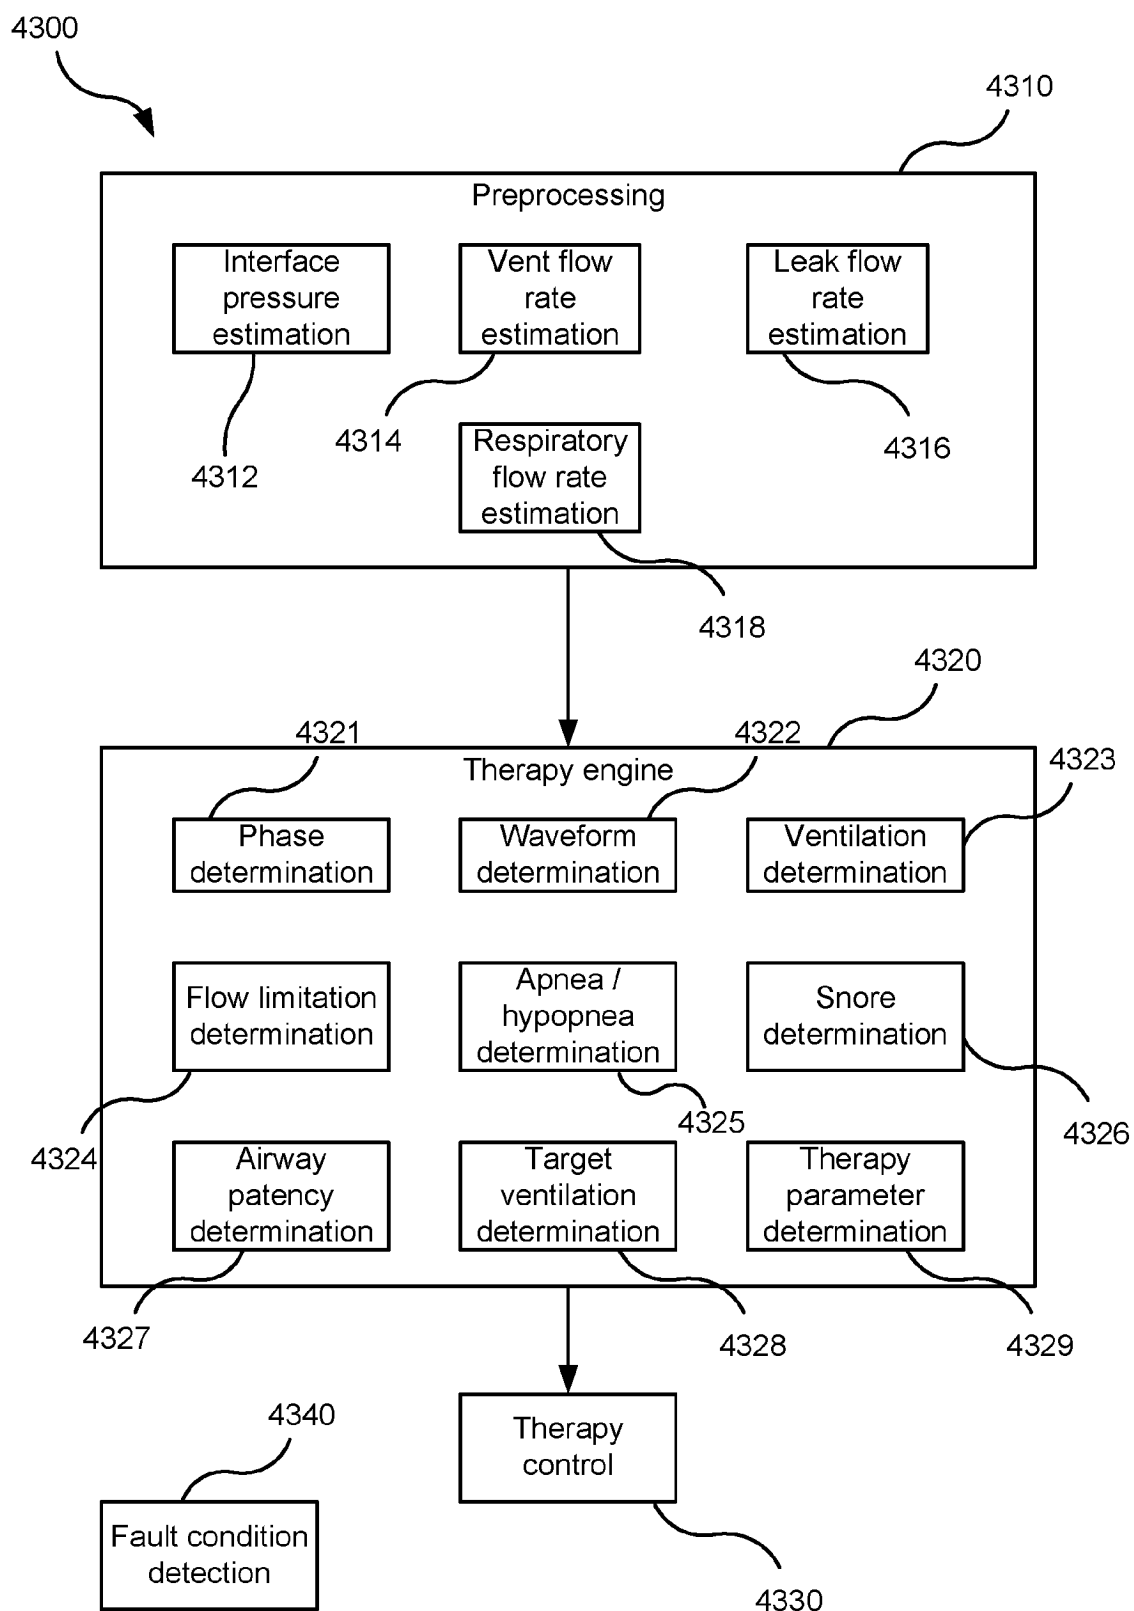 4300
4310
Preprocessing
Interface
pressure
estimation
Vent flow
rate
estimation
Leak flow
rate
estimation
4312
4314
4316
Respiratory
flow rate
estimation
4318
4320
4321
4322
4323
Therapy engine
Phase
determination
Waveform
determination
Ventilation
determination
Flow limitation
determination
Apnea /
hypopnea
determination
Snore
determination
4324
4325
4326
Airway
patency
determination
Target
ventilation
determination
Therapy
parameter
determination
4327
4328
4329
4340
Therapy
control
Fault condition
detection
4330